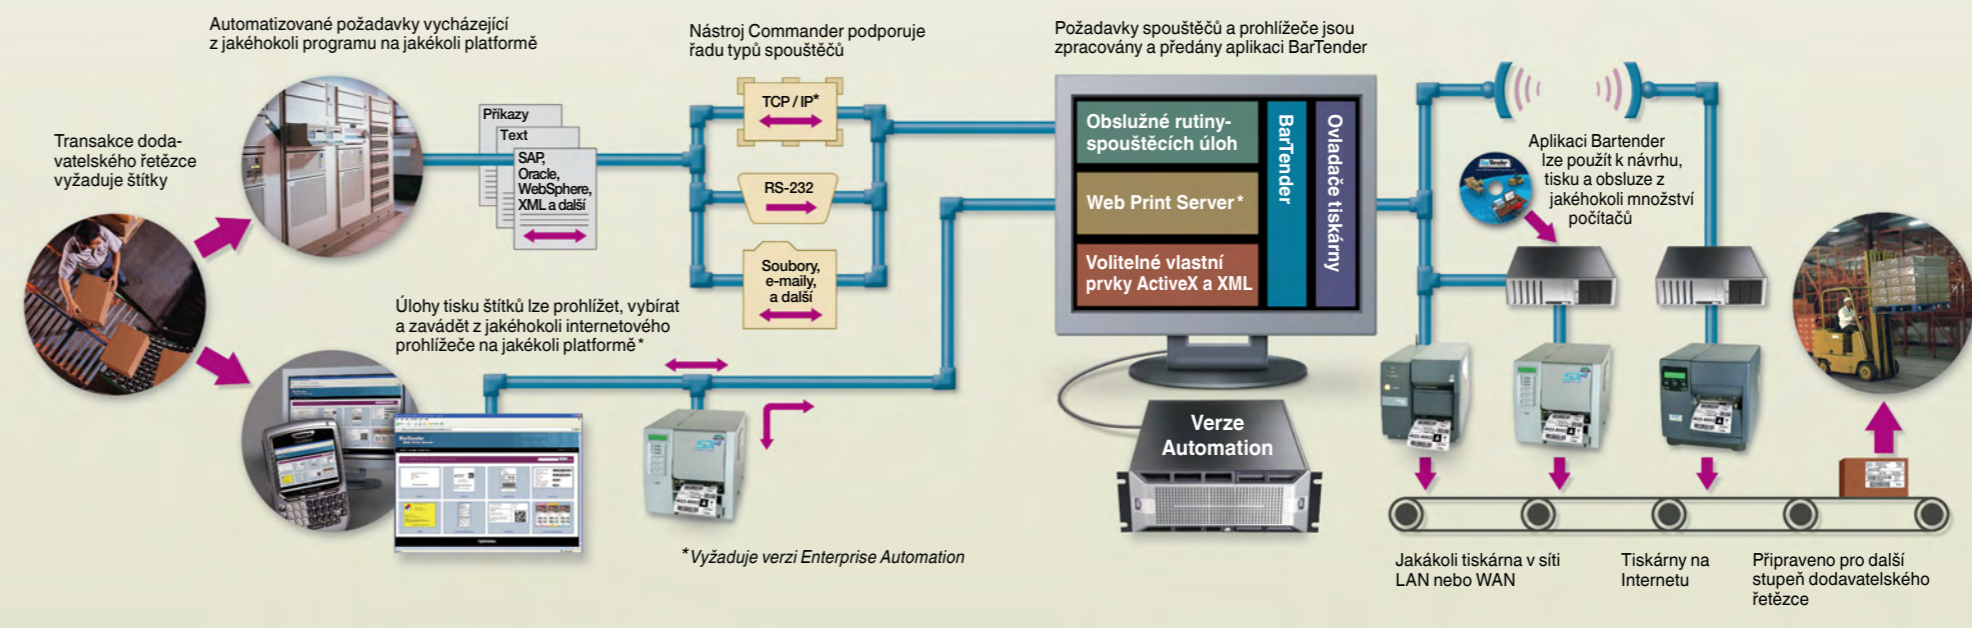 Automatizované požadavky vycházející
z jakéhokoli programu na jakékoli platformě
Nástroj Commander podporuje
řadu typů spouštěčů
Požadavky spouštěčů a prohlížeče jsou
zpracovány a předány aplikaci BarTender
Transakce doda-
vatelského řetězce
vyžaduje štítky
Příkazy
Text
SAP,
Oracle,
WebSphere,
XML a další
TCP / IP*
RS-232
Soubory,
e-maily,
a další
Úlohy tisku štítků lze prohlížet, vybírat
a zavádět z jakéhokoli internetového
prohlížeče na jakékoli platformě*
Obslužné rutiny-
spouštěcích úloh
Web Print Server*
Volitelné vlastní
prvky ActiveX a XML
BarTender
Ovladače tiskárny
Verze
Automation
Aplikaci Bartender
lze použít k návrhu,
tisku a obsluze z
jakéhokoli množství
počítačů
BarTender
*Vyžaduje verzi Enterprise Automation
Jakákoli tiskárna v síti
LAN nebo WAN
Tiskárny na
Internetu
Připraveno pro další
stupeň dodavatelského
řetězce